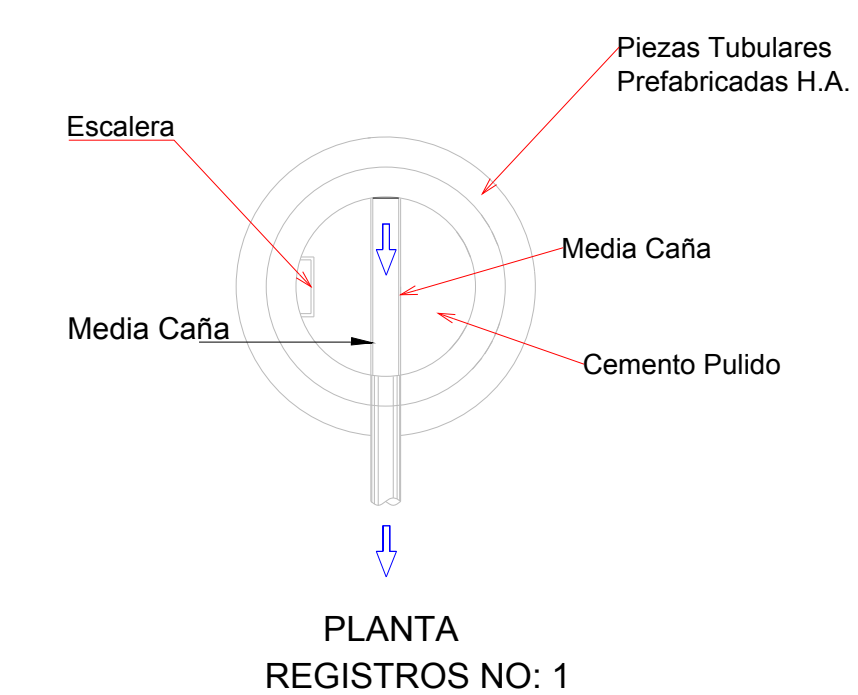 Piezas Tubulares
Prefabricadas H.A.
Escalera
Media Caña
Media Caña
Cemento Pulido
PLANTA
REGISTROS NO: 1